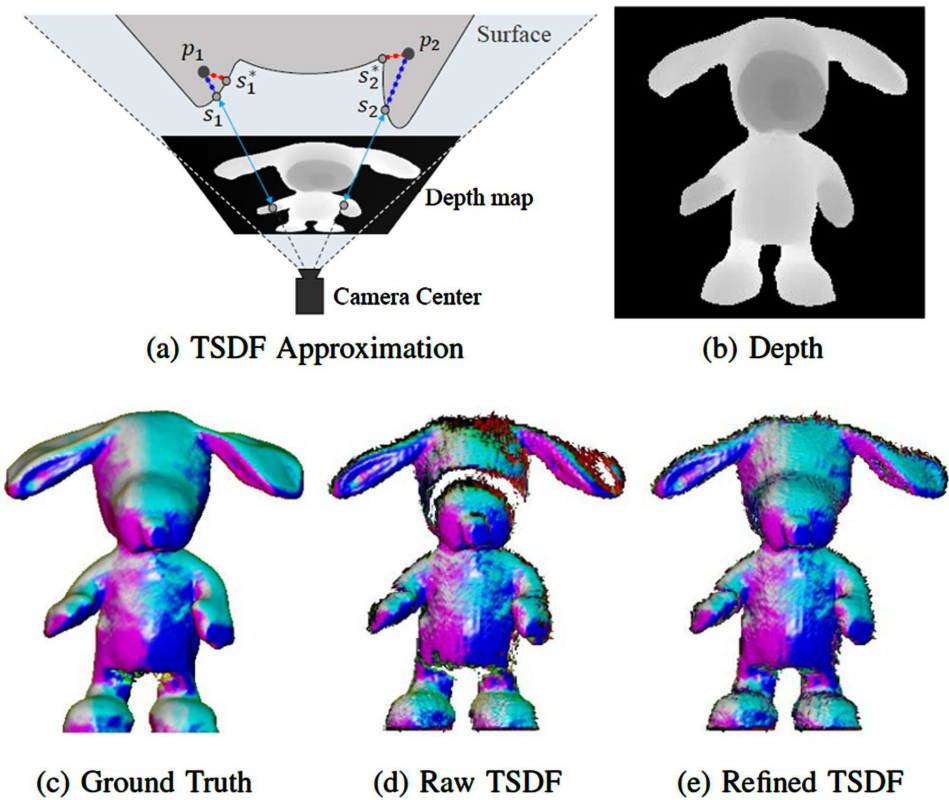 Surface
p₁
p₂
s₁*
s₂*
s₁
s₂
Depth map
Camera Center
(a) TSDF Approximation
(b) Depth
(c) Ground Truth
(d) Raw TSDF
(e) Refined TSDF